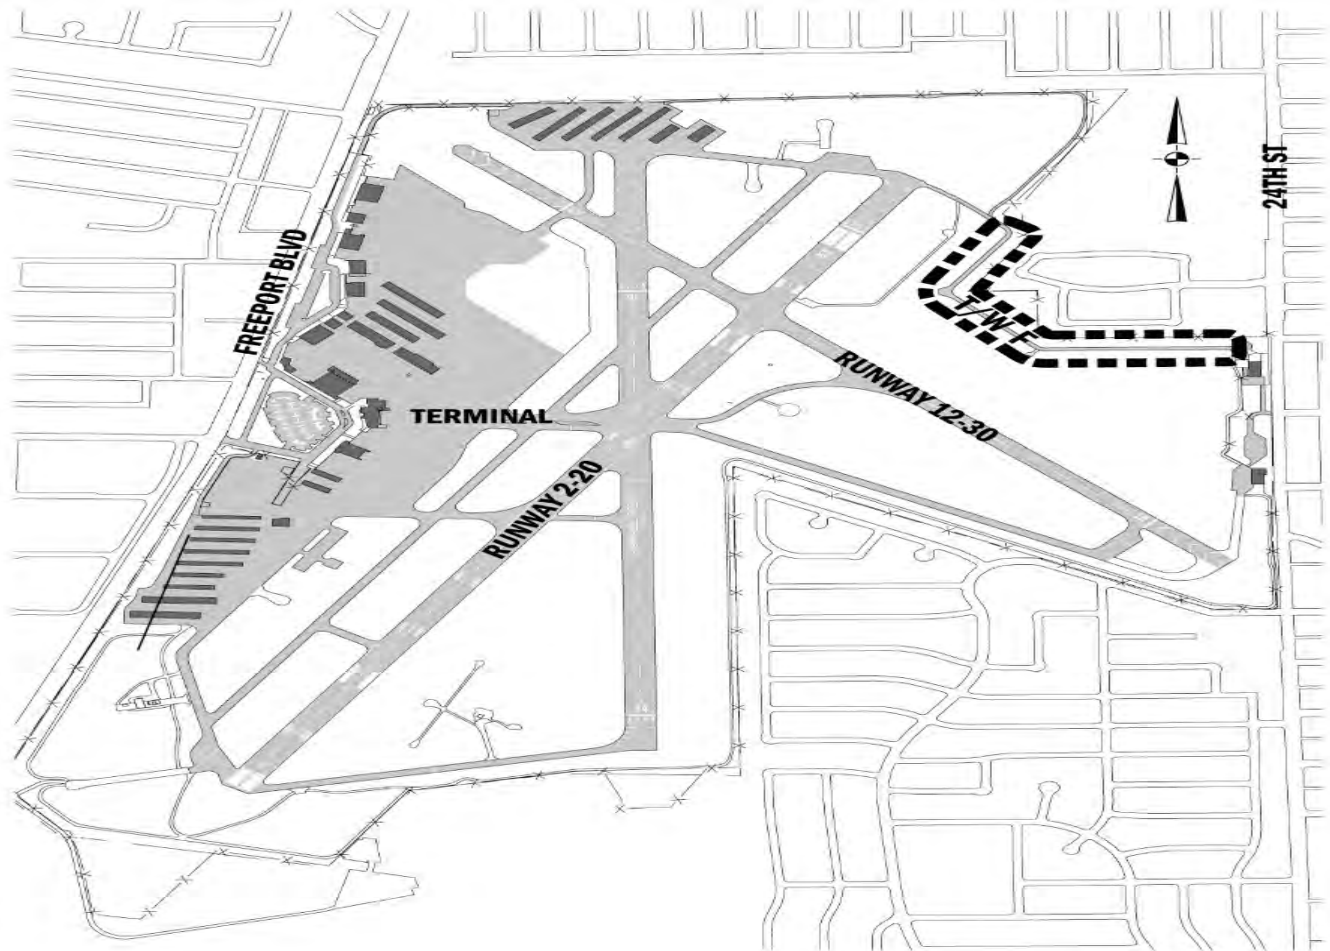 24TH ST
FREEPORT BLVD
T/W F
RUNWAY 12-30
TERMINAL
RUNWAY 2-20